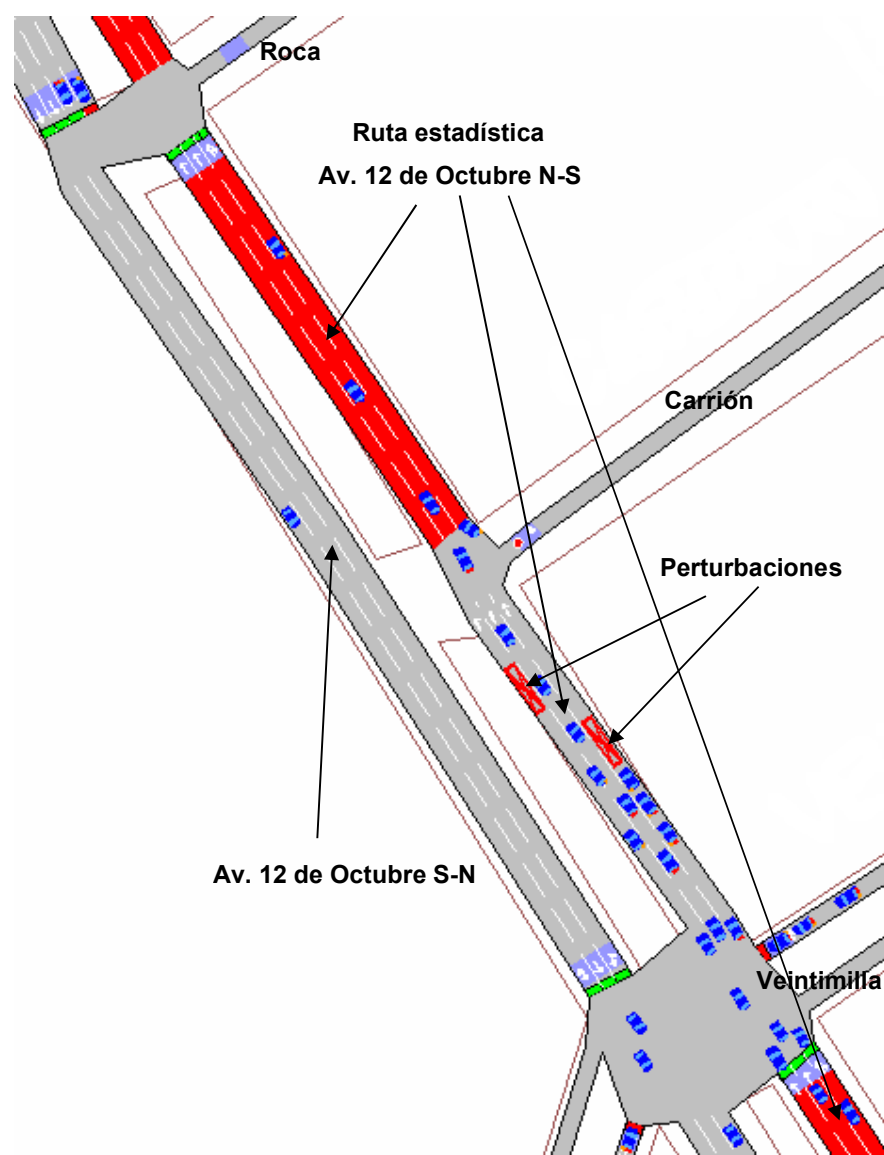 Roca
Ruta estadística
Av. 12 de Octubre N-S
Carrión
Perturbaciones
Av. 12 de Octubre S-N
Veintimilla